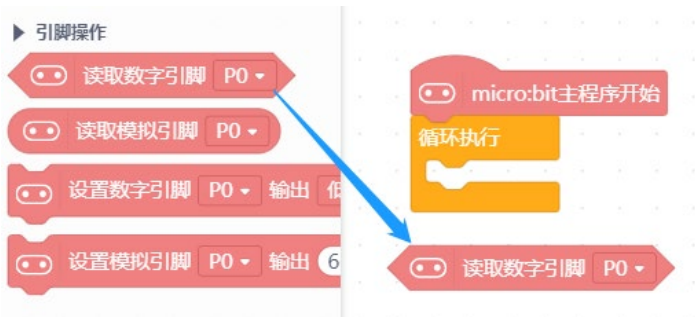 引脚操作
读取数字引脚 P0
读取模拟引脚 P0
设置数字引脚 P0 输出
设置模拟引脚 P0 输出 6
micro:bit主程序开始
循环执行
读取数字引脚 P0